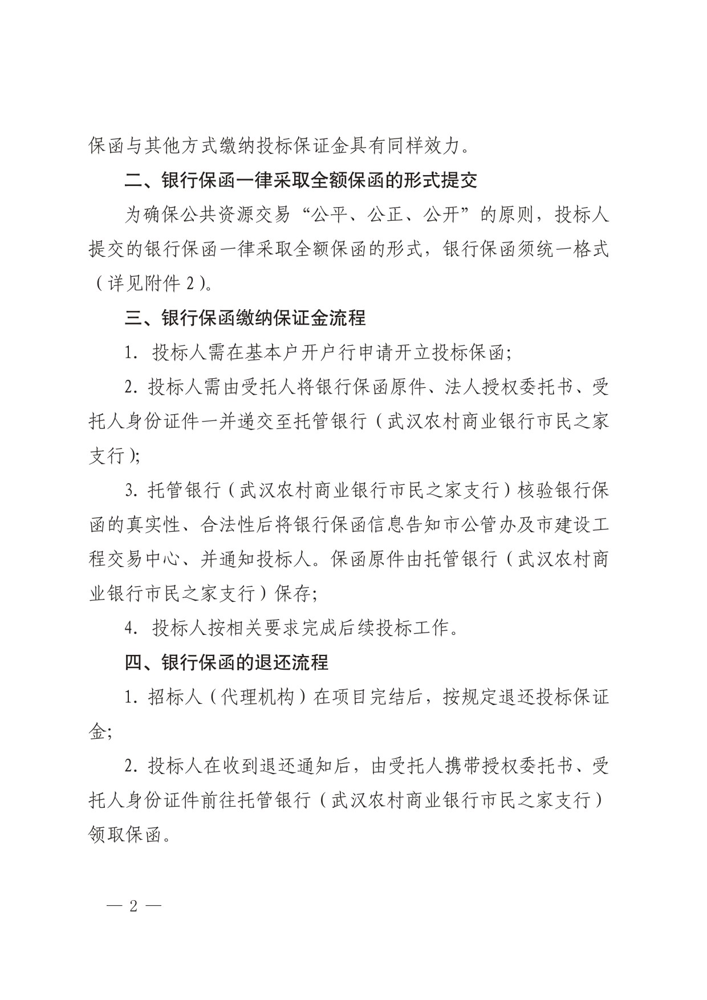 保函与其他方式缴纳投标保证金具有同样效力。
二、银行保函一律采取全额保函的形式提交
为确保公共资源交易“公平、公正、公开”的原则，投标人
提交的银行保函一律采取全额保函的形式，银行保函须统一格式
（详见附件 2）。
三、银行保函缴纳保证金流程
1. 投标人需在基本户开户行申请开立投标保函；
2. 投标人需由受托人将银行保函原件、法人授权委托书、受
托人身份证件一并递交至托管银行（武汉农村商业银行市民之家
支行）；
3. 托管银行（武汉农村商业银行市民之家支行）核验银行保
函的真实性、合法性后将银行保函信息告知市公管办及市建设工
程交易中心、并通知投标人。保函原件由托管银行（武汉农村商
业银行市民之家支行）保存；
4. 投标人按相关要求完成后续投标工作。
四、银行保函的退还流程
1. 招标人（代理机构）在项目完结后，按规定退还投标保证
金；
2. 投标人在收到退还通知后，由受托人携带授权委托书、受
托人身份证件前往托管银行（武汉农村商业银行市民之家支行）
领取保函。
— 2 —